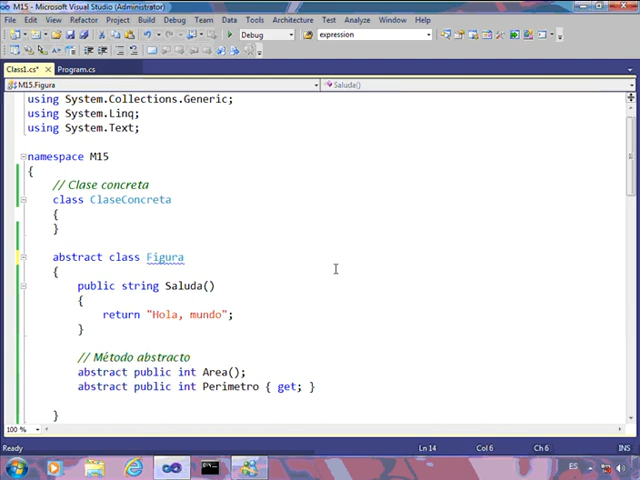 M15 - Microsoft Visual Studio (Administrator)
File Edit View Refactor Project Build Debug Team Data Tools Architecture Test Analyze Window Help
Debug expression
Class1.cs* Program.cs
M15.Figura Saluda()
using System.Collections.Generic;
using System.Linq;
using System.Text;
namespace M15
{
// Clase concreta
class ClaseConcreta
{
}
abstract class Figura
{
public string Saluda()
{
return "Hola, mundo";
}
// Método abstracto
abstract public int Area();
abstract public int Perimetro { get; }
}
100 %
Ready Ln 14 Col 6 Ch 6 INS
ES